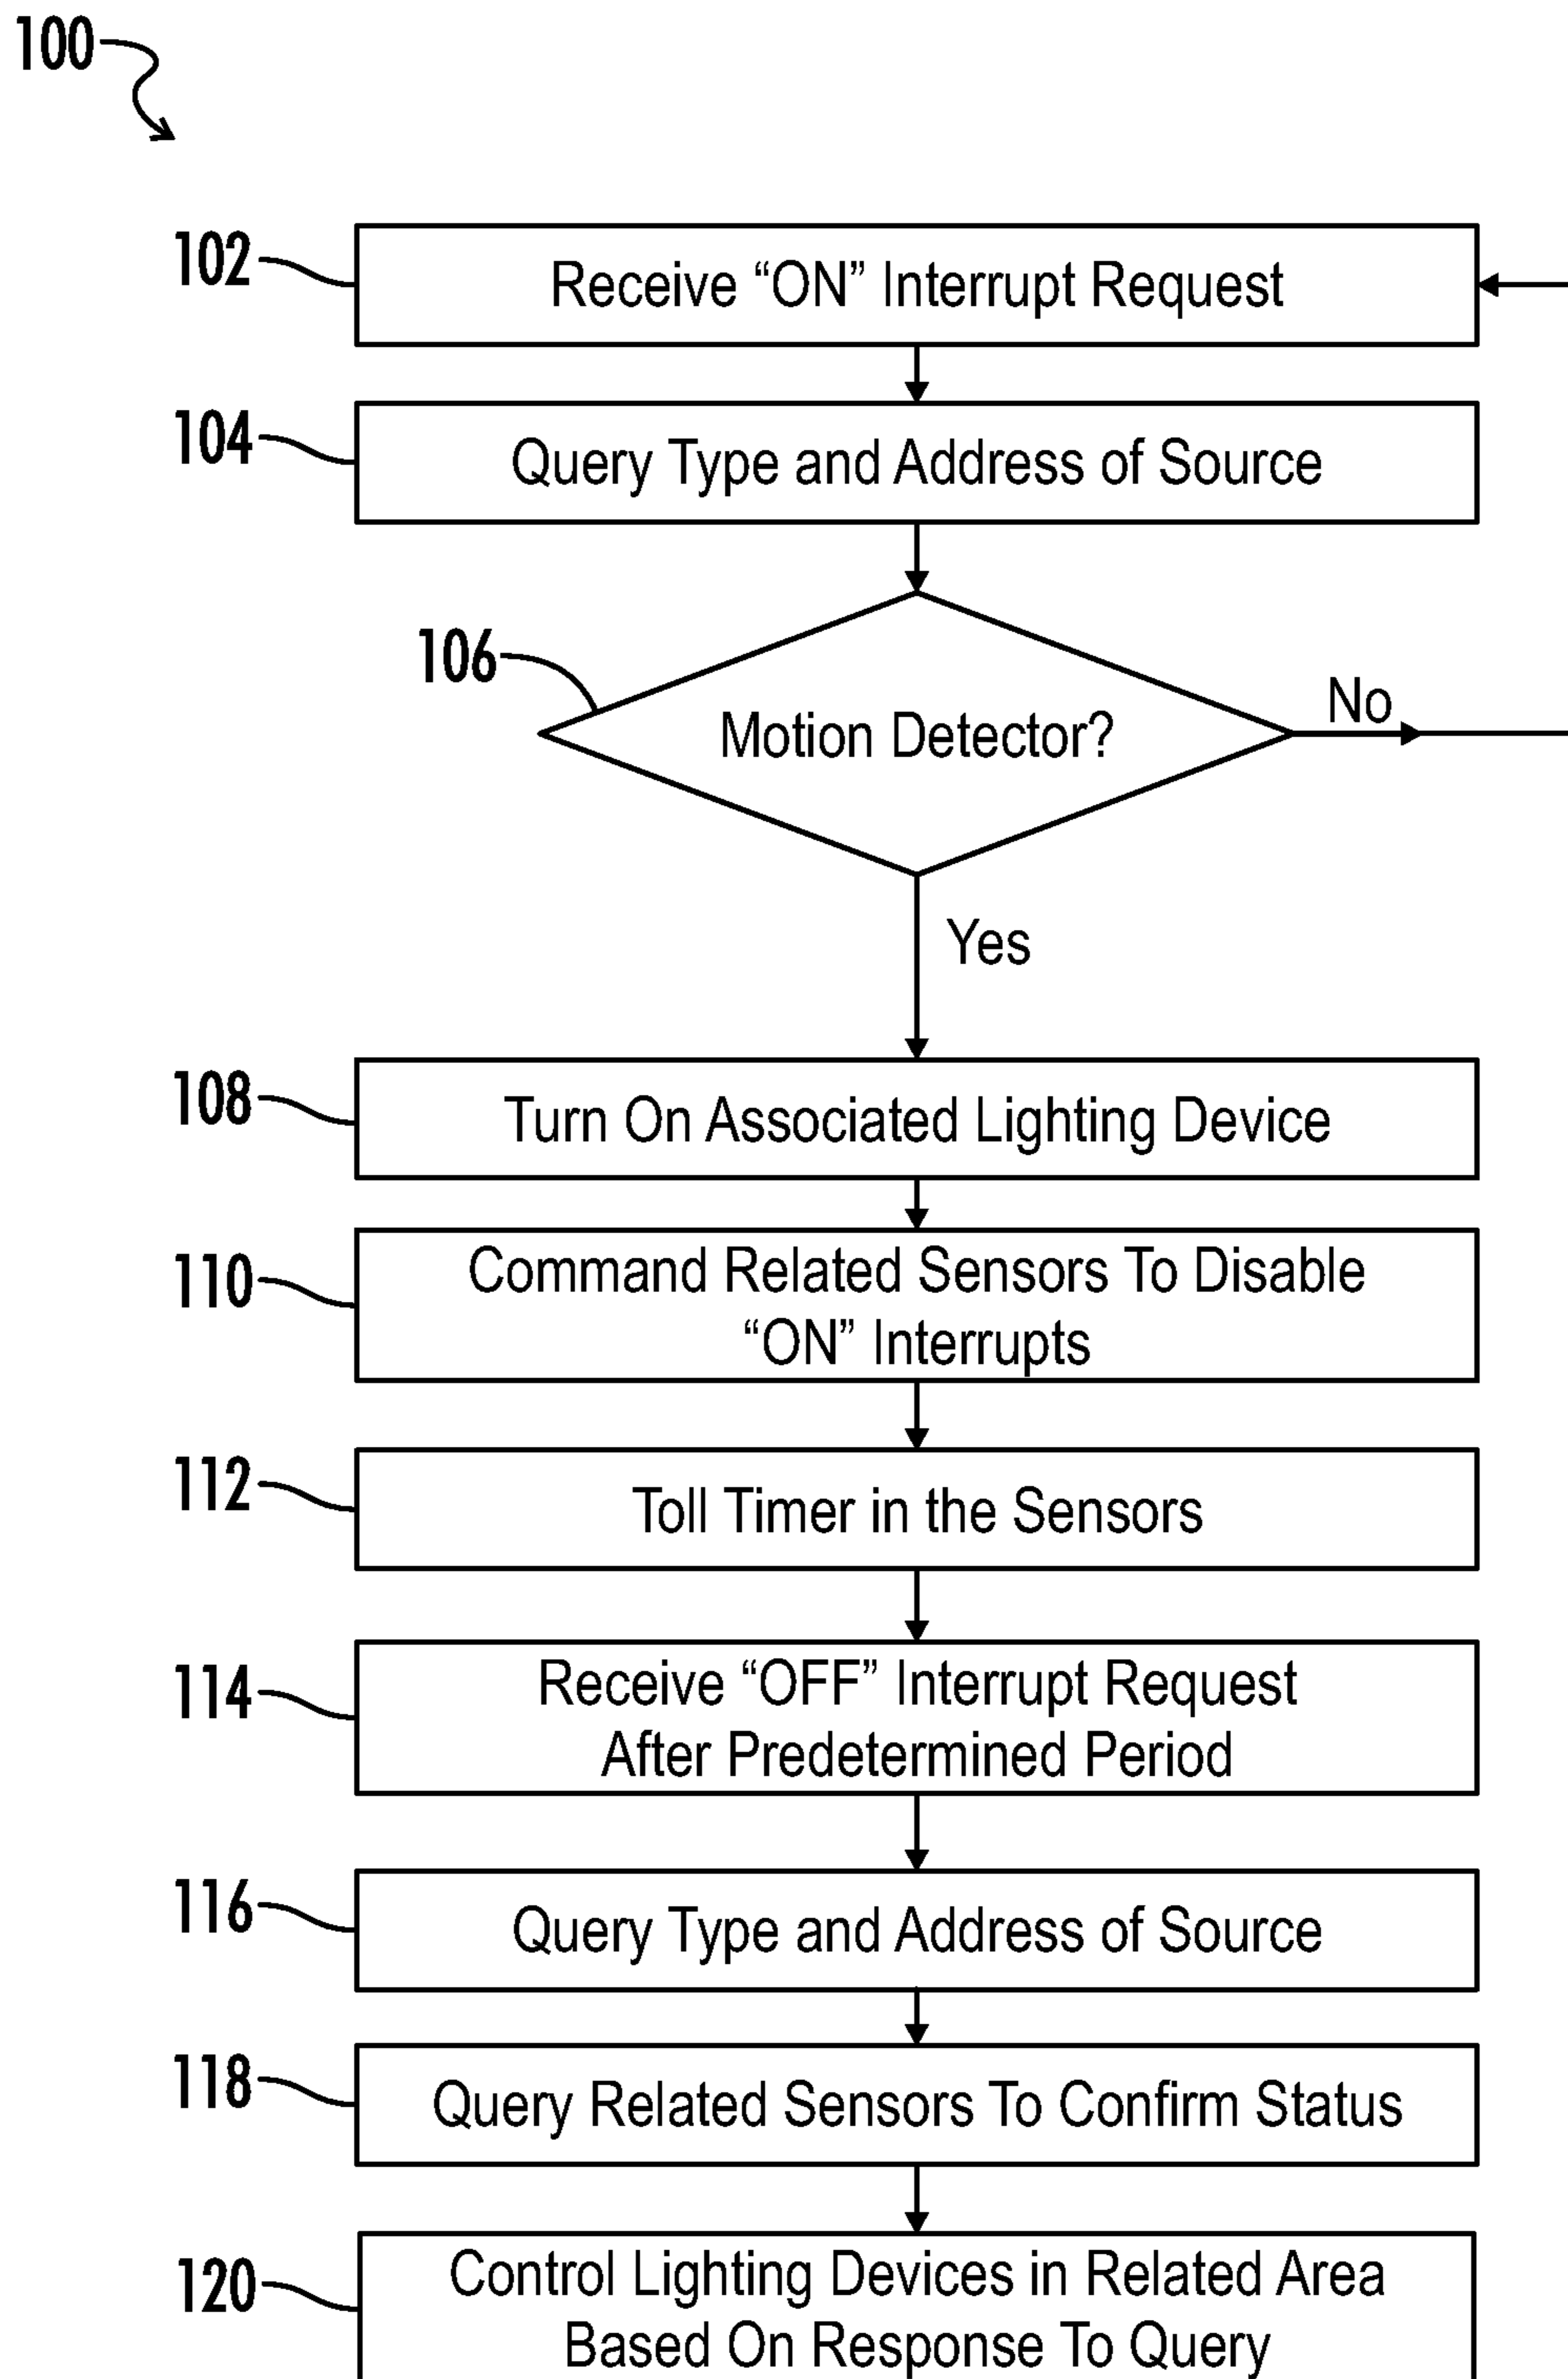 100
102
Receive “ON” Interrupt Request
104
Query Type and Address of Source
106
Motion Detector?
No
Yes
108
Turn On Associated Lighting Device
110
Command Related Sensors To Disable
“ON” Interrupts
112
Toll Timer in the Sensors
114
Receive “OFF” Interrupt Request
After Predetermined Period
116
Query Type and Address of Source
118
Query Related Sensors To Confirm Status
120
Control Lighting Devices in Related Area
Based On Response To Query